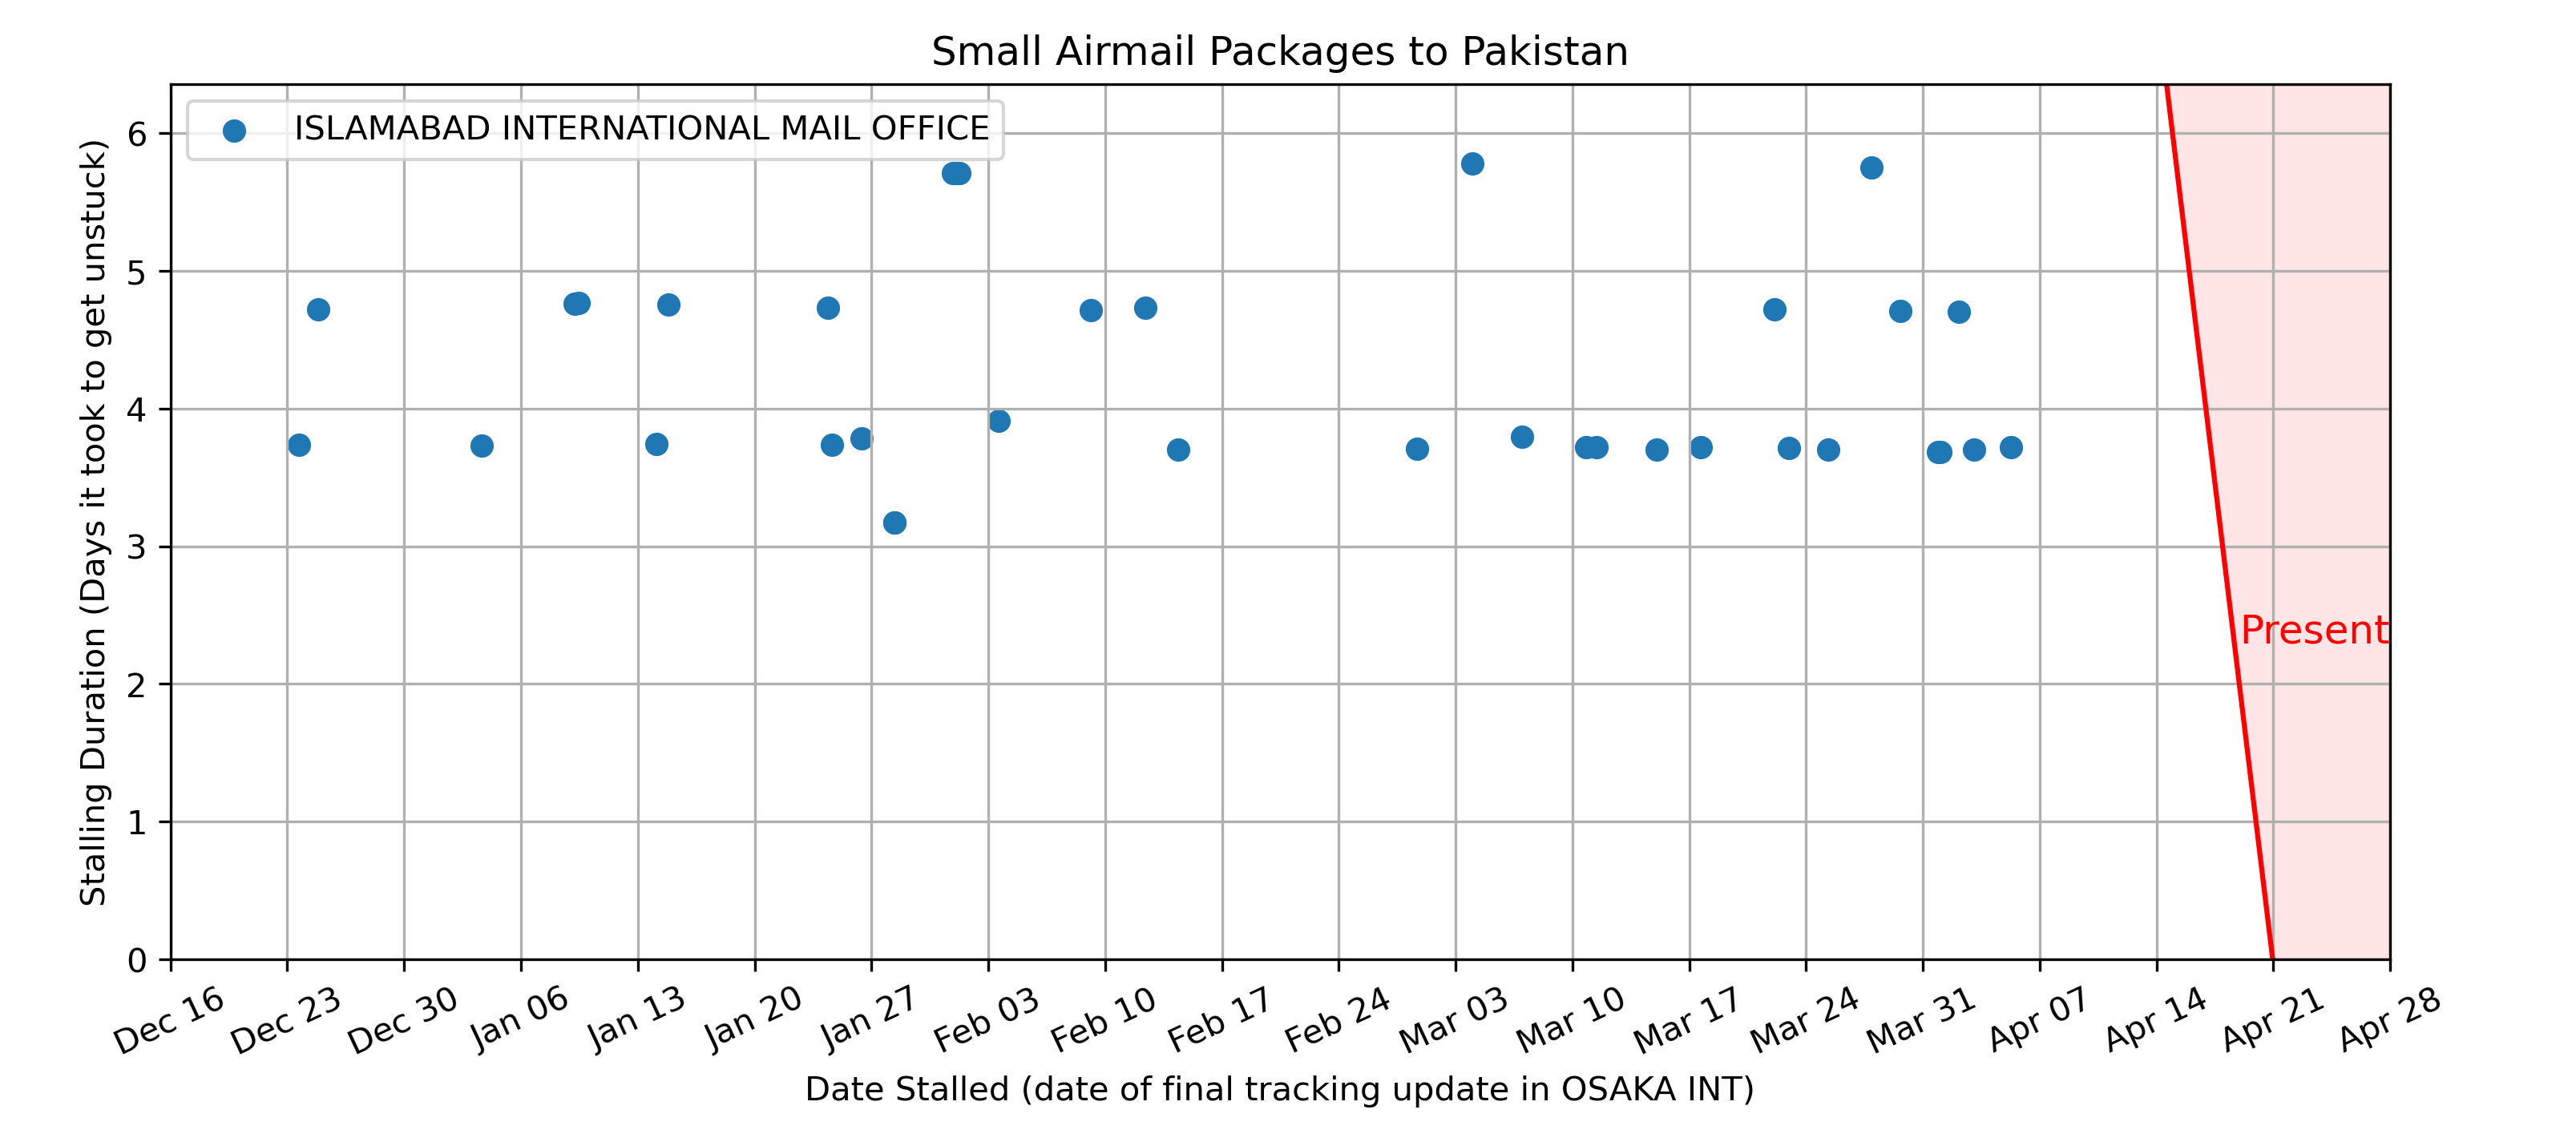 Small Airmail Packages to Pakistan
ISLAMABAD INTERNATIONAL MAIL OFFICE
Stalling Duration (Days it took to get unstuck)
6
5
4
3
2
1
0
Present
Dec 16
Dec 23
Dec 30
Jan 06
Jan 13
Jan 20
Jan 27
Feb 03
Feb 10
Feb 17
Feb 24
Mar 03
Mar 10
Mar 17
Mar 24
Mar 31
Apr 07
Apr 14
Apr 21
Apr 28
Date Stalled (date of final tracking update in OSAKA INT)